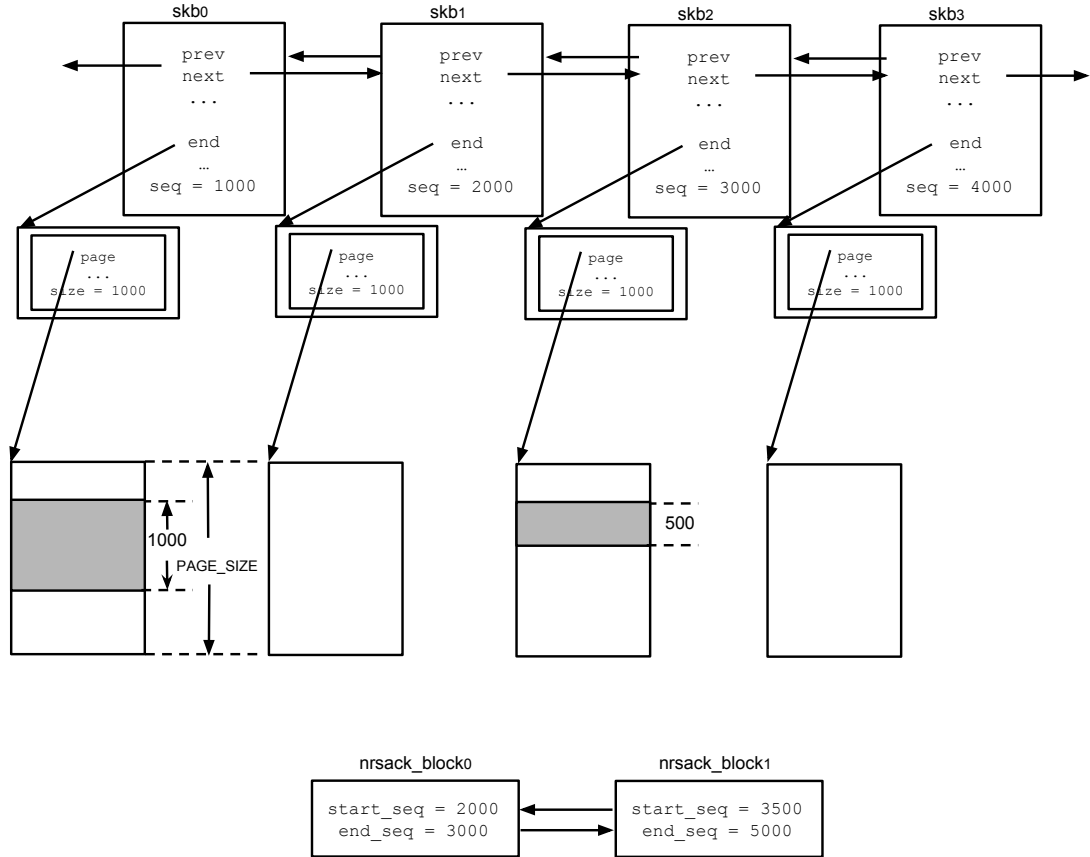 skb0
skb1
skb2
skb3
prev
next
...
end
…
seq = 1000
prev
next
...
end
…
seq = 2000
prev
next
...
end
…
seq = 3000
prev
next
...
end
…
seq = 4000
page
...
size = 1000
page
...
size = 1000
page
...
size = 1000
page
...
size = 1000
1000
PAGE_SIZE
500
nrsack_block0
start_seq = 2000
end_seq = 3000
nrsack_block1
start_seq = 3500
end_seq = 5000